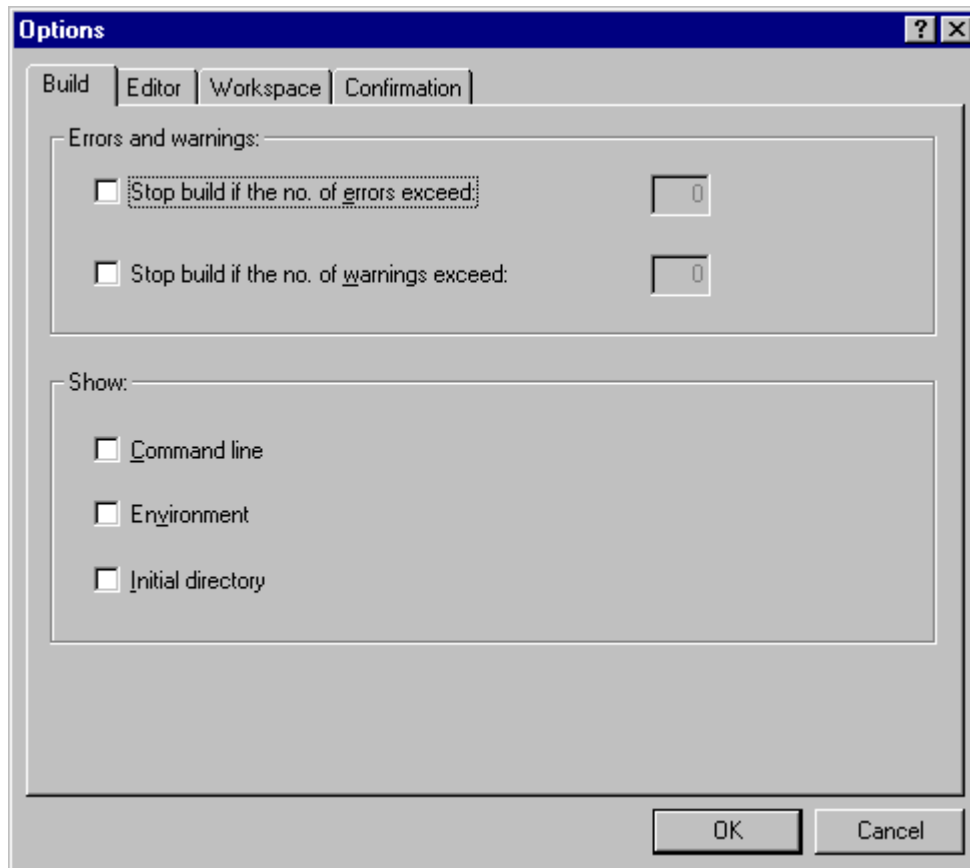 Options
Build Editor Workspace Confirmation
Errors and warnings:
Stop build if the no. of errors exceed: 0
Stop build if the no. of warnings exceed: 0
Show:
Command line
Environment
Initial directory
OK Cancel